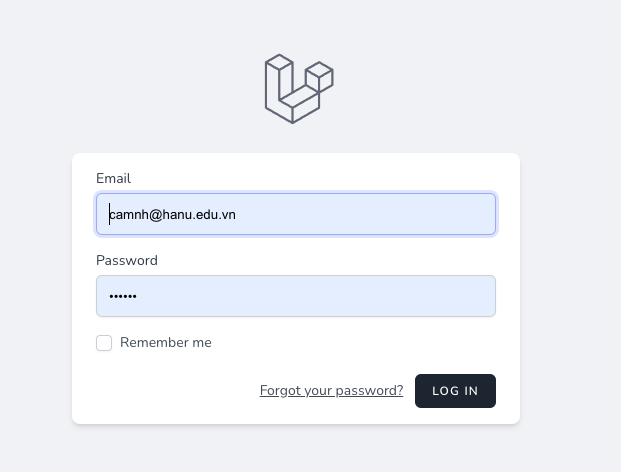 Email
camnh@hanu.edu.vn
Password
••••••
Remember me
Forgot your password? LOG IN